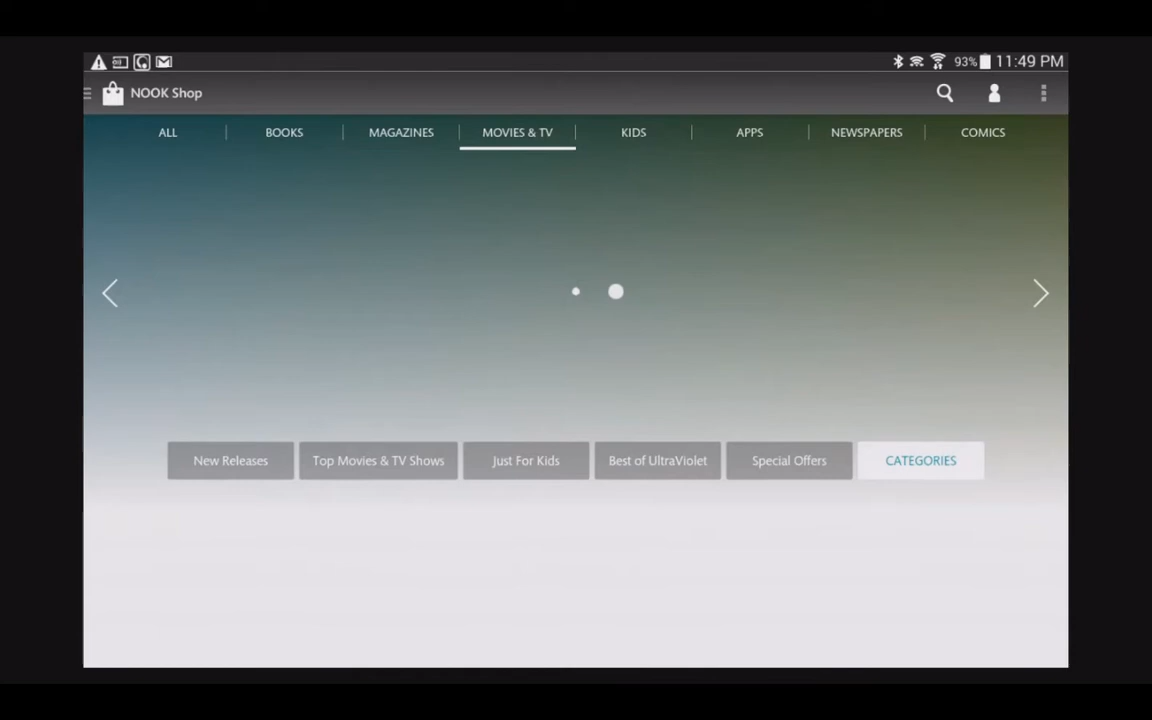 93% 11:49 PM
NOOK Shop
ALL BOOKS MAGAZINES MOVIES & TV KIDS APPS NEWSPAPERS COMICS
New Releases Top Movies & TV Shows Just For Kids Best of UltraViolet Special Offers CATEGORIES